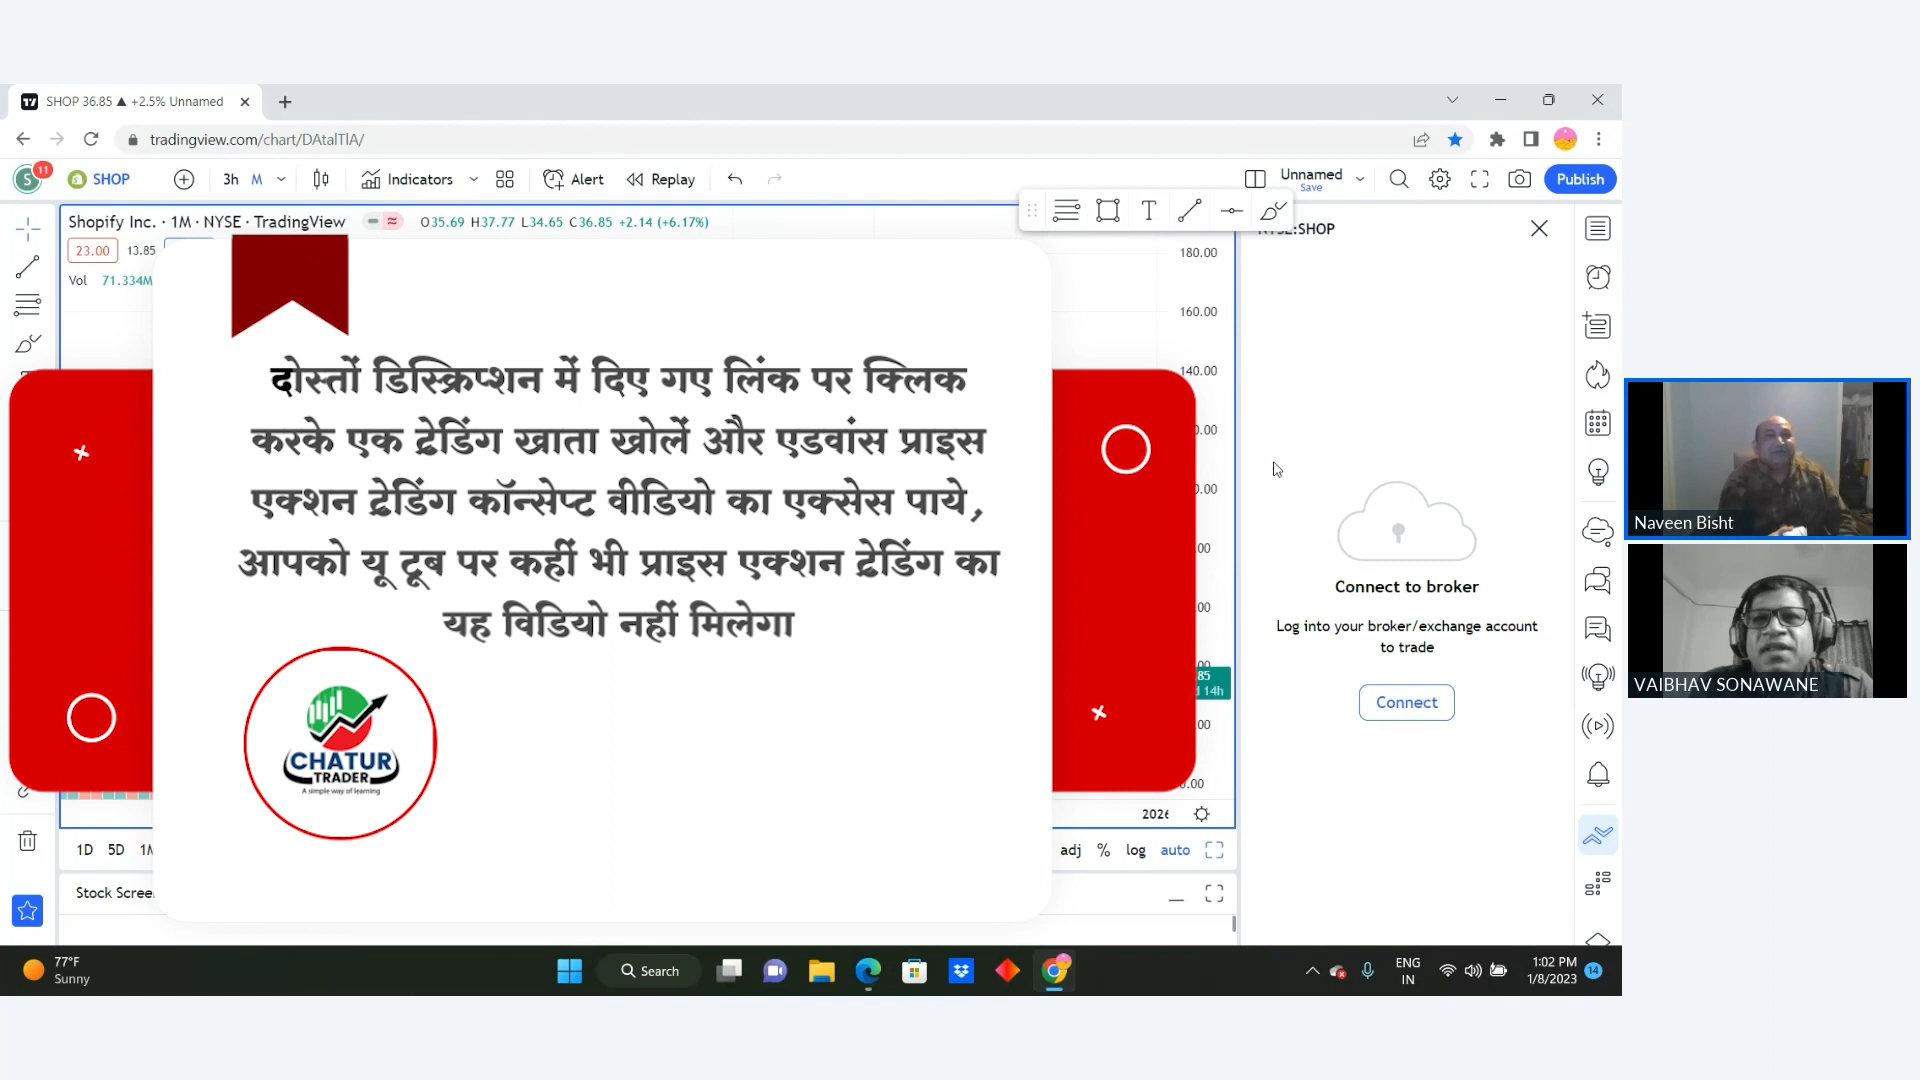 SHOP 36.85 ▲ +2.5% Unnamed
tradingview.com/chart/DAtalTlA/
S 11 SHOP 3h M Indicators Alert Replay Unnamed Save Publish
Shopify Inc. · 1M · NYSE · TradingView O35.69 H37.77 L34.65 C36.85 +2.14 (+6.17%)
:SHOP
23.00 13.85
Vol 71.334M
180.00
160.00
140.00
दोस्तों डिस्क्रिप्शन में दिए गए लिंक पर क्लिक
करके एक ट्रेडिंग खाता खोलें और एडवांस प्राइस
एक्शन ट्रेडिंग कॉन्सेप्ट वीडियो का एक्सेस पाये,
आपको यू टूब पर कहीं भी प्राइस एक्शन ट्रेडिंग का
यह विडियो नहीं मिलेगा
CHATUR
TRADER
A simple way of learning
Connect to broker
Log into your broker/exchange account
to trade
Connect
Naveen Bisht
VAIBHAV SONAWANE
1D 5D
adj % log auto
Stock
77°F
Sunny
Search
ENG
IN
1:02 PM
1/8/2023
14